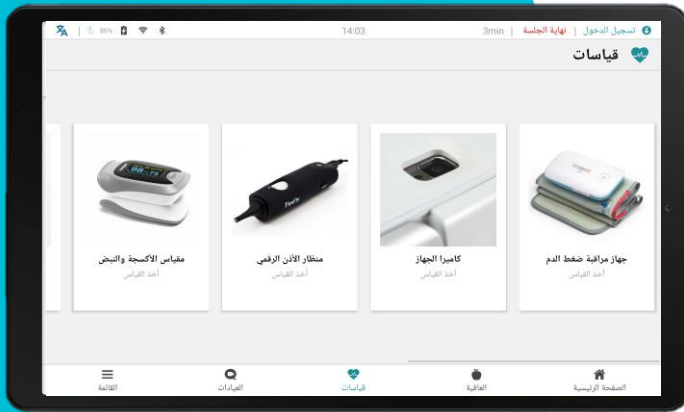 تسجيل الدخول | نهاية الجلسة | 3min
14:03
86%
قياسات
جهاز مراقبة ضغط الدم
أخذ القياس
كاميرا الجهاز
أخذ القياس
منظار الأذن الرقمي
أخذ القياس
مقياس الأكسجة والنبض
أخذ القياس
الصفحة الرئيسية
العافية
قياسات
العيادات
القائمة